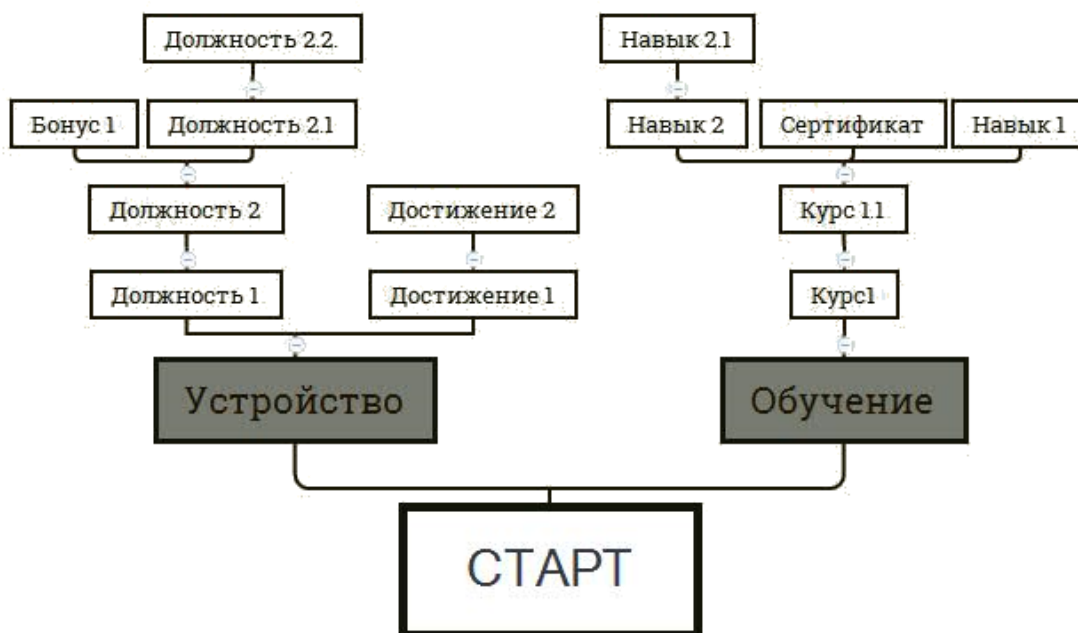 Должность 2.2.
Навык 2.1
Бонус 1
Должность 2.1
Навык 2
Сертификат
Навык 1
Должность 2
Достижение 2
Курс 1.1
Должность 1
Достижение 1
Курс1
Устройство
Обучение
СТАРТ